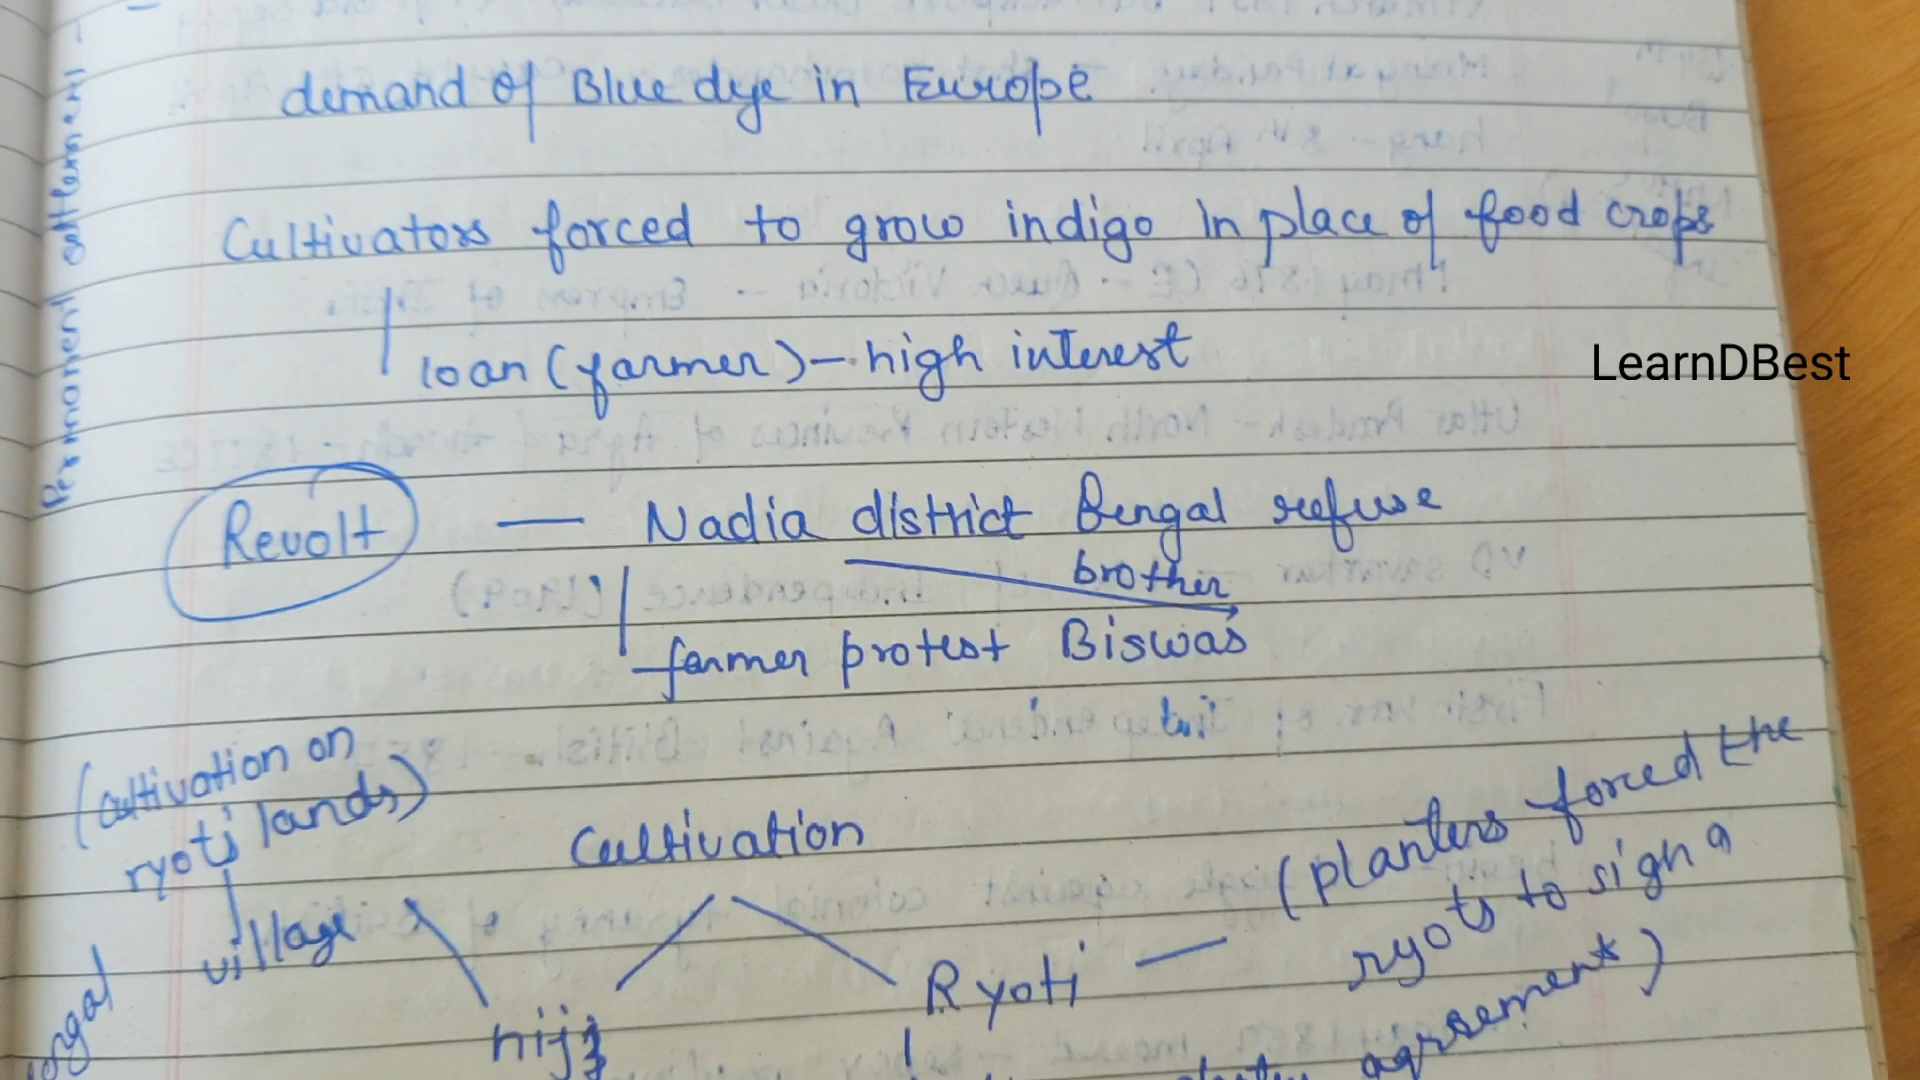 demand of Blue dye in Europe
Cultivators forced to grow indigo in place of food crops
loan (farmer) - high interest
LearnDBest
Revolt — Nadia district Bengal refuse
brother
farmer protest Biswas
(cultivation on
ryoti lands)
village
Cultivation
nij
Ryoti — (planters forced the
ryots to sign a
agreement)
Permanent settlement -